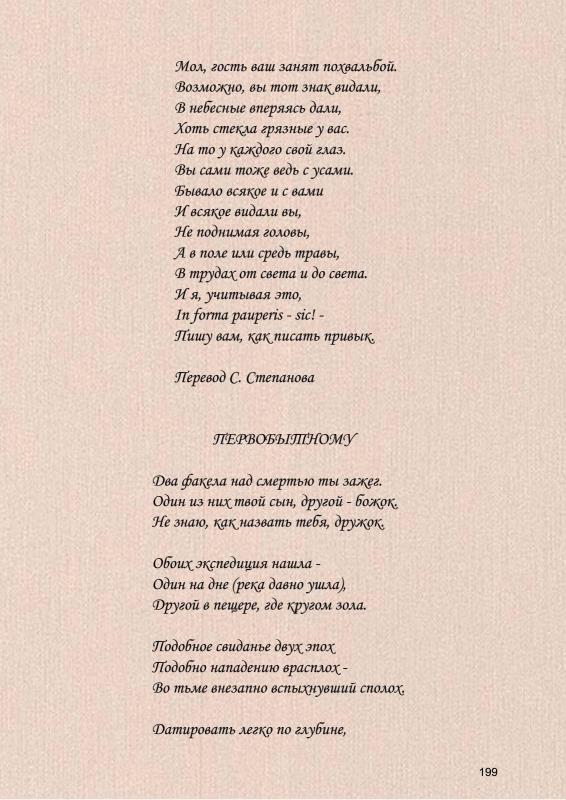 Мол, гость ваш занят похвальбой.
Возможно, вы тот знак видали,
В небесные вперяясь дали,
Хоть стекла грязные у вас.
На то у каждого свой глаз.
Вы сами тоже ведь с усами.
Бывало всякое и с вами
И всякое видали вы,
Не поднимая головы,
А в поле или средь травы,
В трудах от света и до света.
И я, учитывая это,
In forma pauperis - sic! -
Пишу вам, как писать привык.
Перевод С. Степанова
ПЕРВОБЫТНОМУ
Два факела над смертью ты зажег.
Один из них твой сын, другой - божок.
Не знаю, как назвать тебя, дружок.
Обоих экспедиция нашла -
Один на дне (река давно ушла),
Другой в пещере, где кругом зола.
Подобное свиданье двух эпох
Подобно нападению врасплох -
Во тьме внезапно вспыхнувший сполох.
Датировать легко по глубине,
199